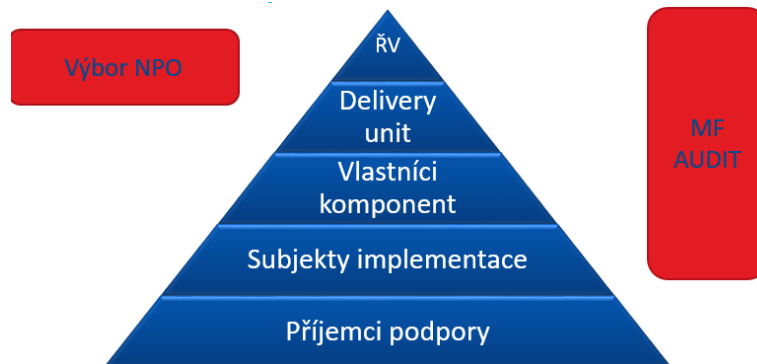 ŘV
Výbor NPO
Delivery
unit
MF
AUDIT
Vlastníci
komponent
Subjekty implementace
Příjemci podpory